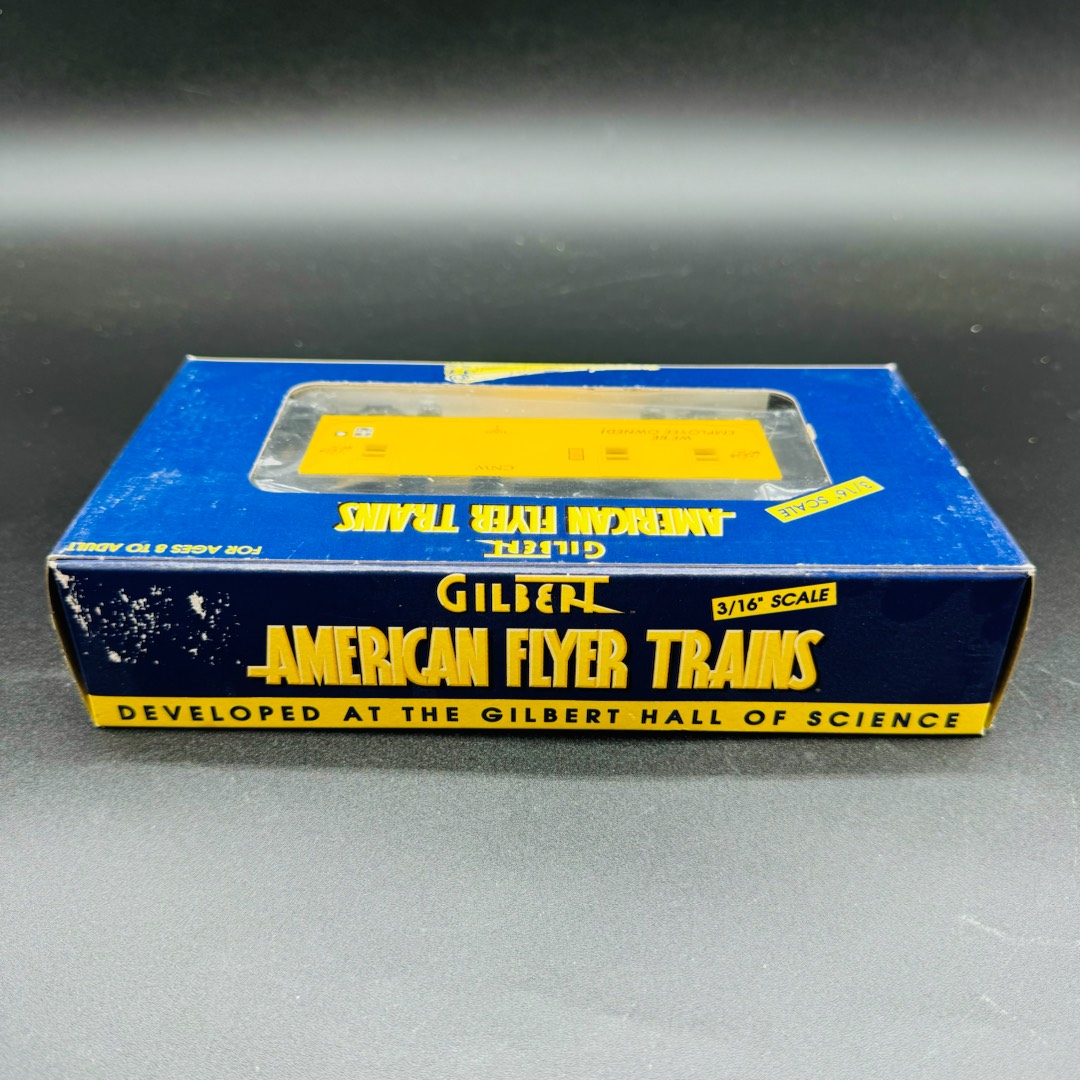 WE'RE
EMPLOYEE OWNED!
CNW
3/16" SCALE
AMERICAN FLYER TRAINS
GILBERT
FOR AGES 8 TO ADULT
GILBERT
3/16" SCALE
AMERICAN FLYER TRAINS
DEVELOPED AT THE GILBERT HALL OF SCIENCE